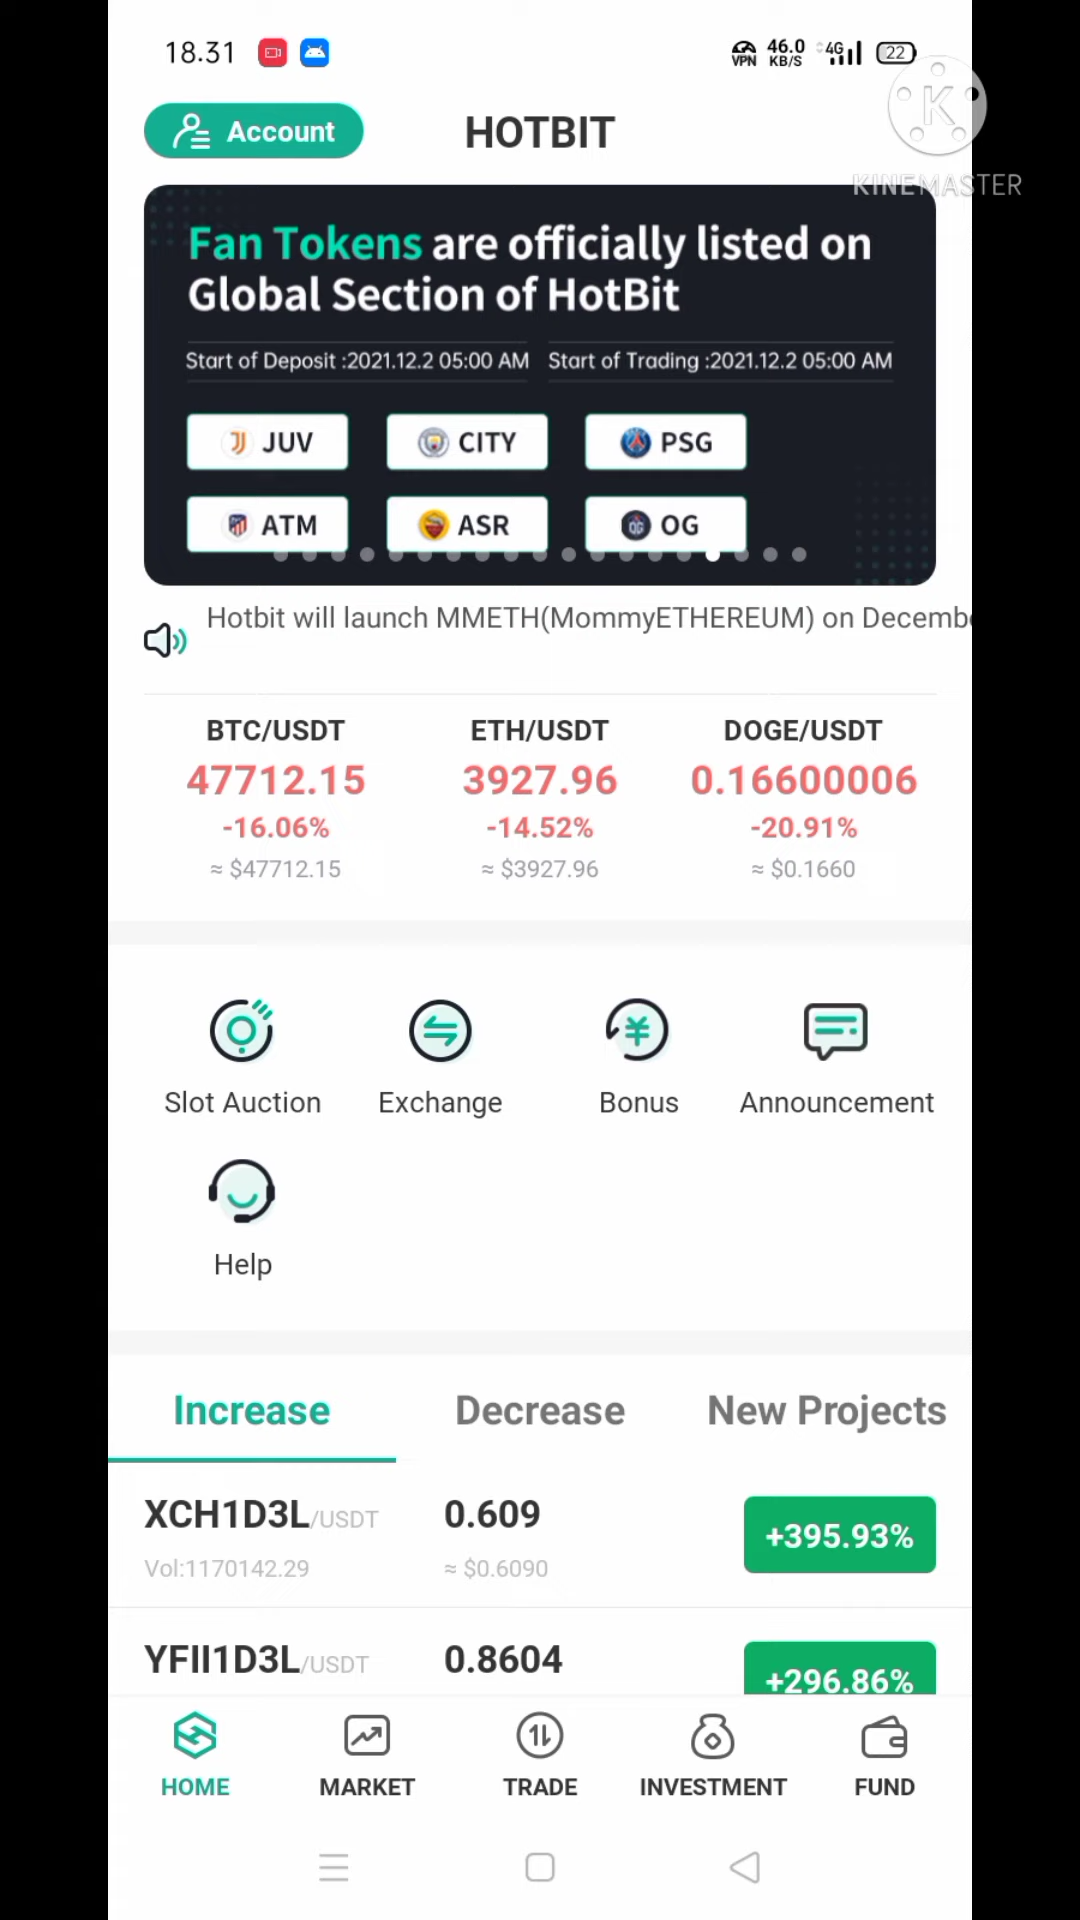 18.31
VPN
46.0
KB/S
4G
22
Account
HOTBIT
K
KINEMASTER
Fan Tokens are officially listed on
Global Section of HotBit
Start of Deposit :2021.12.2 05:00 AM Start of Trading :2021.12.2 05:00 AM
JUV CITY PSG
ATM ASR OG
Hotbit will launch MMETH(MommyETHEREUM) on Decembe
BTC/USDT ETH/USDT DOGE/USDT
47712.15 3927.96 0.16600006
-16.06% -14.52% -20.91%
≈ $47712.15 ≈ $3927.96 ≈ $0.1660
Slot Auction Exchange Bonus Announcement
Help
Increase Decrease New Projects
XCH1D3L/USDT 0.609 +395.93%
Vol:1170142.29 ≈ $0.6090
YFII1D3L/USDT 0.8604 +296.86%
HOME MARKET TRADE INVESTMENT FUND